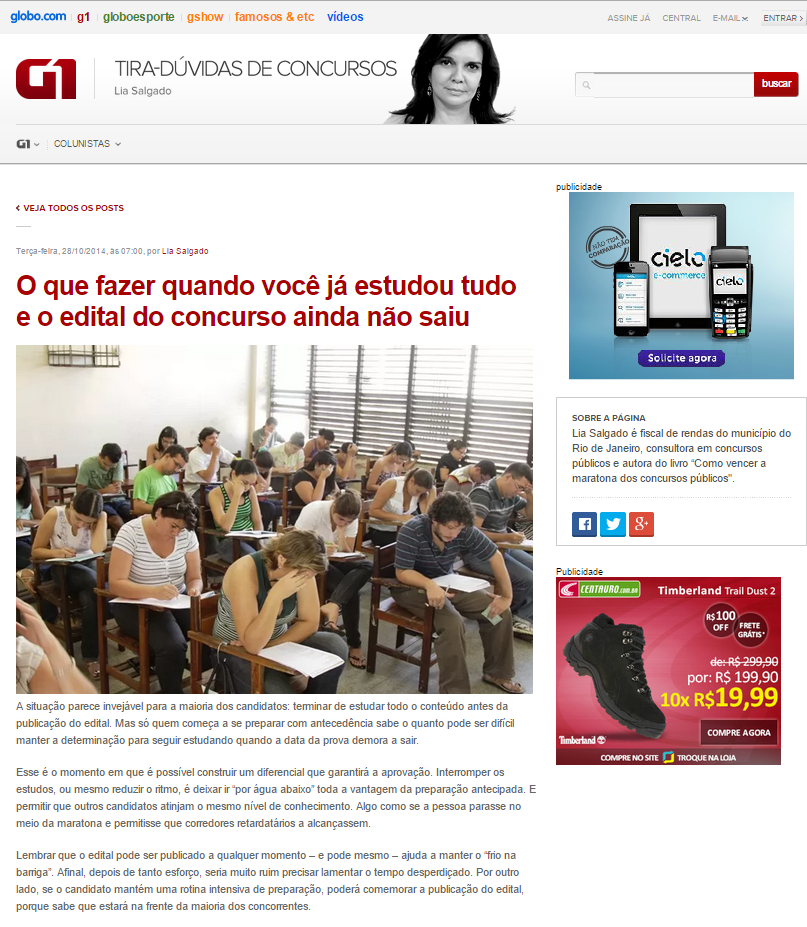 globo.com g1 globoesporte gshow famosos & etc vídeos
ASSINE JÁ CENTRAL E-MAIL ENTRAR ›
G1
TIRA-DÚVIDAS DE CONCURSOS
Lia Salgado
buscar
G1 COLUNISTAS
VEJA TODOS OS POSTS
Terça-feira, 28/10/2014, às 07:00, por Lia Salgado
O que fazer quando você já estudou tudo
e o edital do concurso ainda não saiu
A situação parece invejável para a maioria dos candidatos: terminar de estudar todo o conteúdo antes da
publicação do edital. Mas só quem começa a se preparar com antecedência sabe o quanto pode ser difícil
manter a determinação para seguir estudando quando a data da prova demora a sair.
Esse é o momento em que é possível construir um diferencial que garantirá a aprovação. Interromper os
estudos, ou mesmo reduzir o ritmo, é deixar ir “por água abaixo” toda a vantagem da preparação antecipada. E
permitir que outros candidatos atinjam o mesmo nível de conhecimento. Algo como se a pessoa parasse no
meio da maratona e permitisse que corredores retardatários a alcançassem.
Lembrar que o edital pode ser publicado a qualquer momento – e pode mesmo – ajuda a manter o “frio na
barriga”. Afinal, depois de tanto esforço, seria muito ruim precisar lamentar o tempo desperdiçado. Por outro
lado, se o candidato mantém uma rotina intensiva de preparação, poderá comemorar a publicação do edital,
porque sabe que estará na frente da maioria dos concorrentes.
publicidade
NÃO TEM
COMPARAÇÃO
cielo
e-commerce
cielo
Solicite agora
SOBRE A PÁGINA
Lia Salgado é fiscal de rendas do município do
Rio de Janeiro, consultora em concursos
públicos e autora do livro “Como vencer a
maratona dos concursos públicos”.
Publicidade
CENTAURO.com.br
Timberland Trail Dust 2
R$100
OFF
FRETE
GRÁTIS*
de: R$ 299,90
por: R$ 199,90
10x R$19,99
COMPRE AGORA
Timberland
COMPRE NO SITE TROQUE NA LOJA